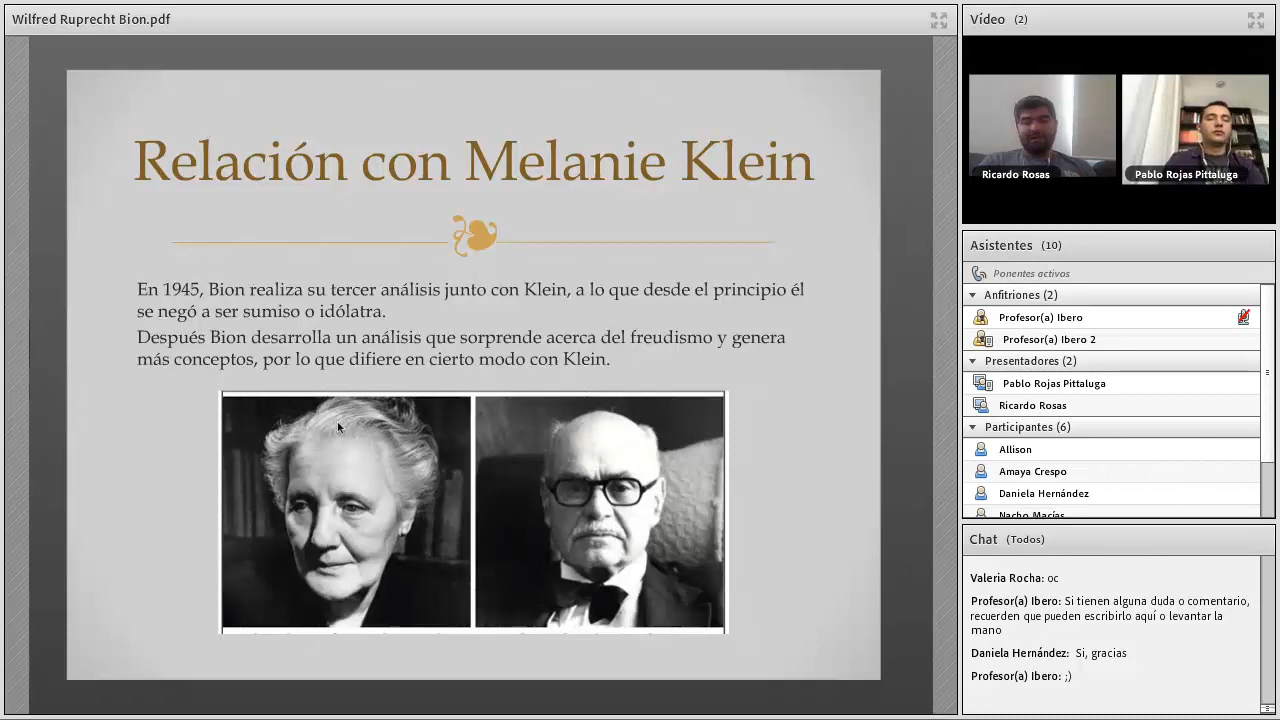 Wilfred Ruprecht Bion.pdf
Relación con Melanie Klein
En 1945, Bion realiza su tercer análisis junto con Klein, a lo que desde el principio él
se negó a ser sumiso o idólatra.
Después Bion desarrolla un análisis que sorprende acerca del freudismo y genera
más conceptos, por lo que difiere en cierto modo con Klein.
Vídeo (2)
Ricardo Rosas
Pablo Rojas Pittaluga
Asistentes (10)
Ponentes activos
Anfitriones (2)
Profesor(a) Ibero
Profesor(a) Ibero 2
Presentadores (2)
Pablo Rojas Pittaluga
Ricardo Rosas
Participantes (6)
Allison
Amaya Crespo
Daniela Hernández
Nacho Macías
Chat (Todos)
Valeria Rocha: oc
Profesor(a) Ibero: Si tienen alguna duda o comentario,
recuerden que pueden escribirlo aquí o levantar la
mano
Daniela Hernández: Si, gracias
Profesor(a) Ibero: ;)